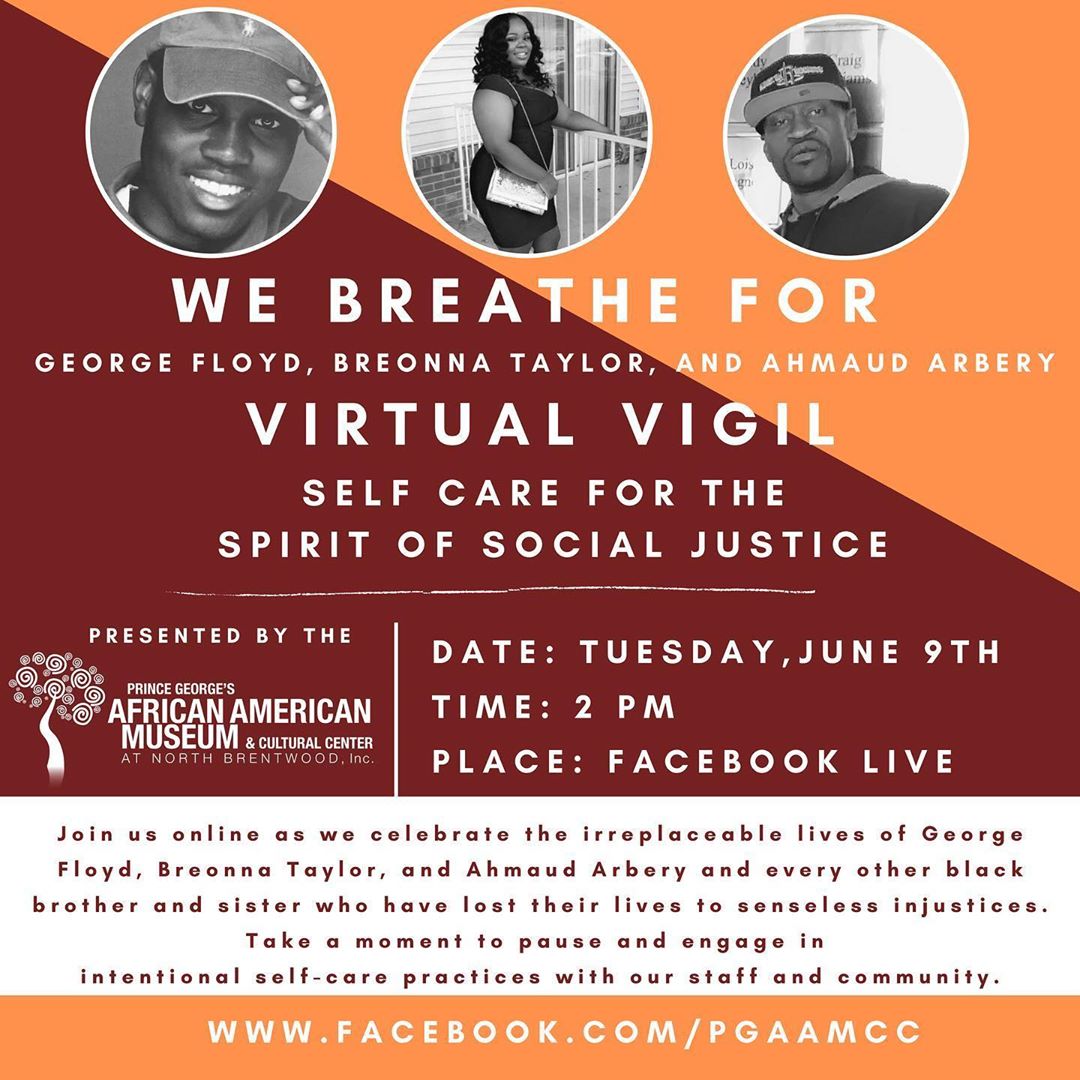 WE BREATHE FOR
GEORGE FLOYD, BREONNA TAYLOR, AND AHMAUD ARBERY
VIRTUAL VIGIL
SELF CARE FOR THE
SPIRIT OF SOCIAL JUSTICE
PRESENTED BY THE
PRINCE GEORGE'S
AFRICAN AMERICAN
MUSEUM & CULTURAL CENTER
AT NORTH BRENTWOOD, Inc.
DATE: TUESDAY,JUNE 9TH
TIME: 2 PM
PLACE: FACEBOOK LIVE
Join us online as we celebrate the irreplaceable lives of George
Floyd, Breonna Taylor, and Ahmaud Arbery and every other black
brother and sister who have lost their lives to senseless injustices.
Take a moment to pause and engage in
intentional self-care practices with our staff and community.
WWW.FACEBOOK.COM/PGAAMCC